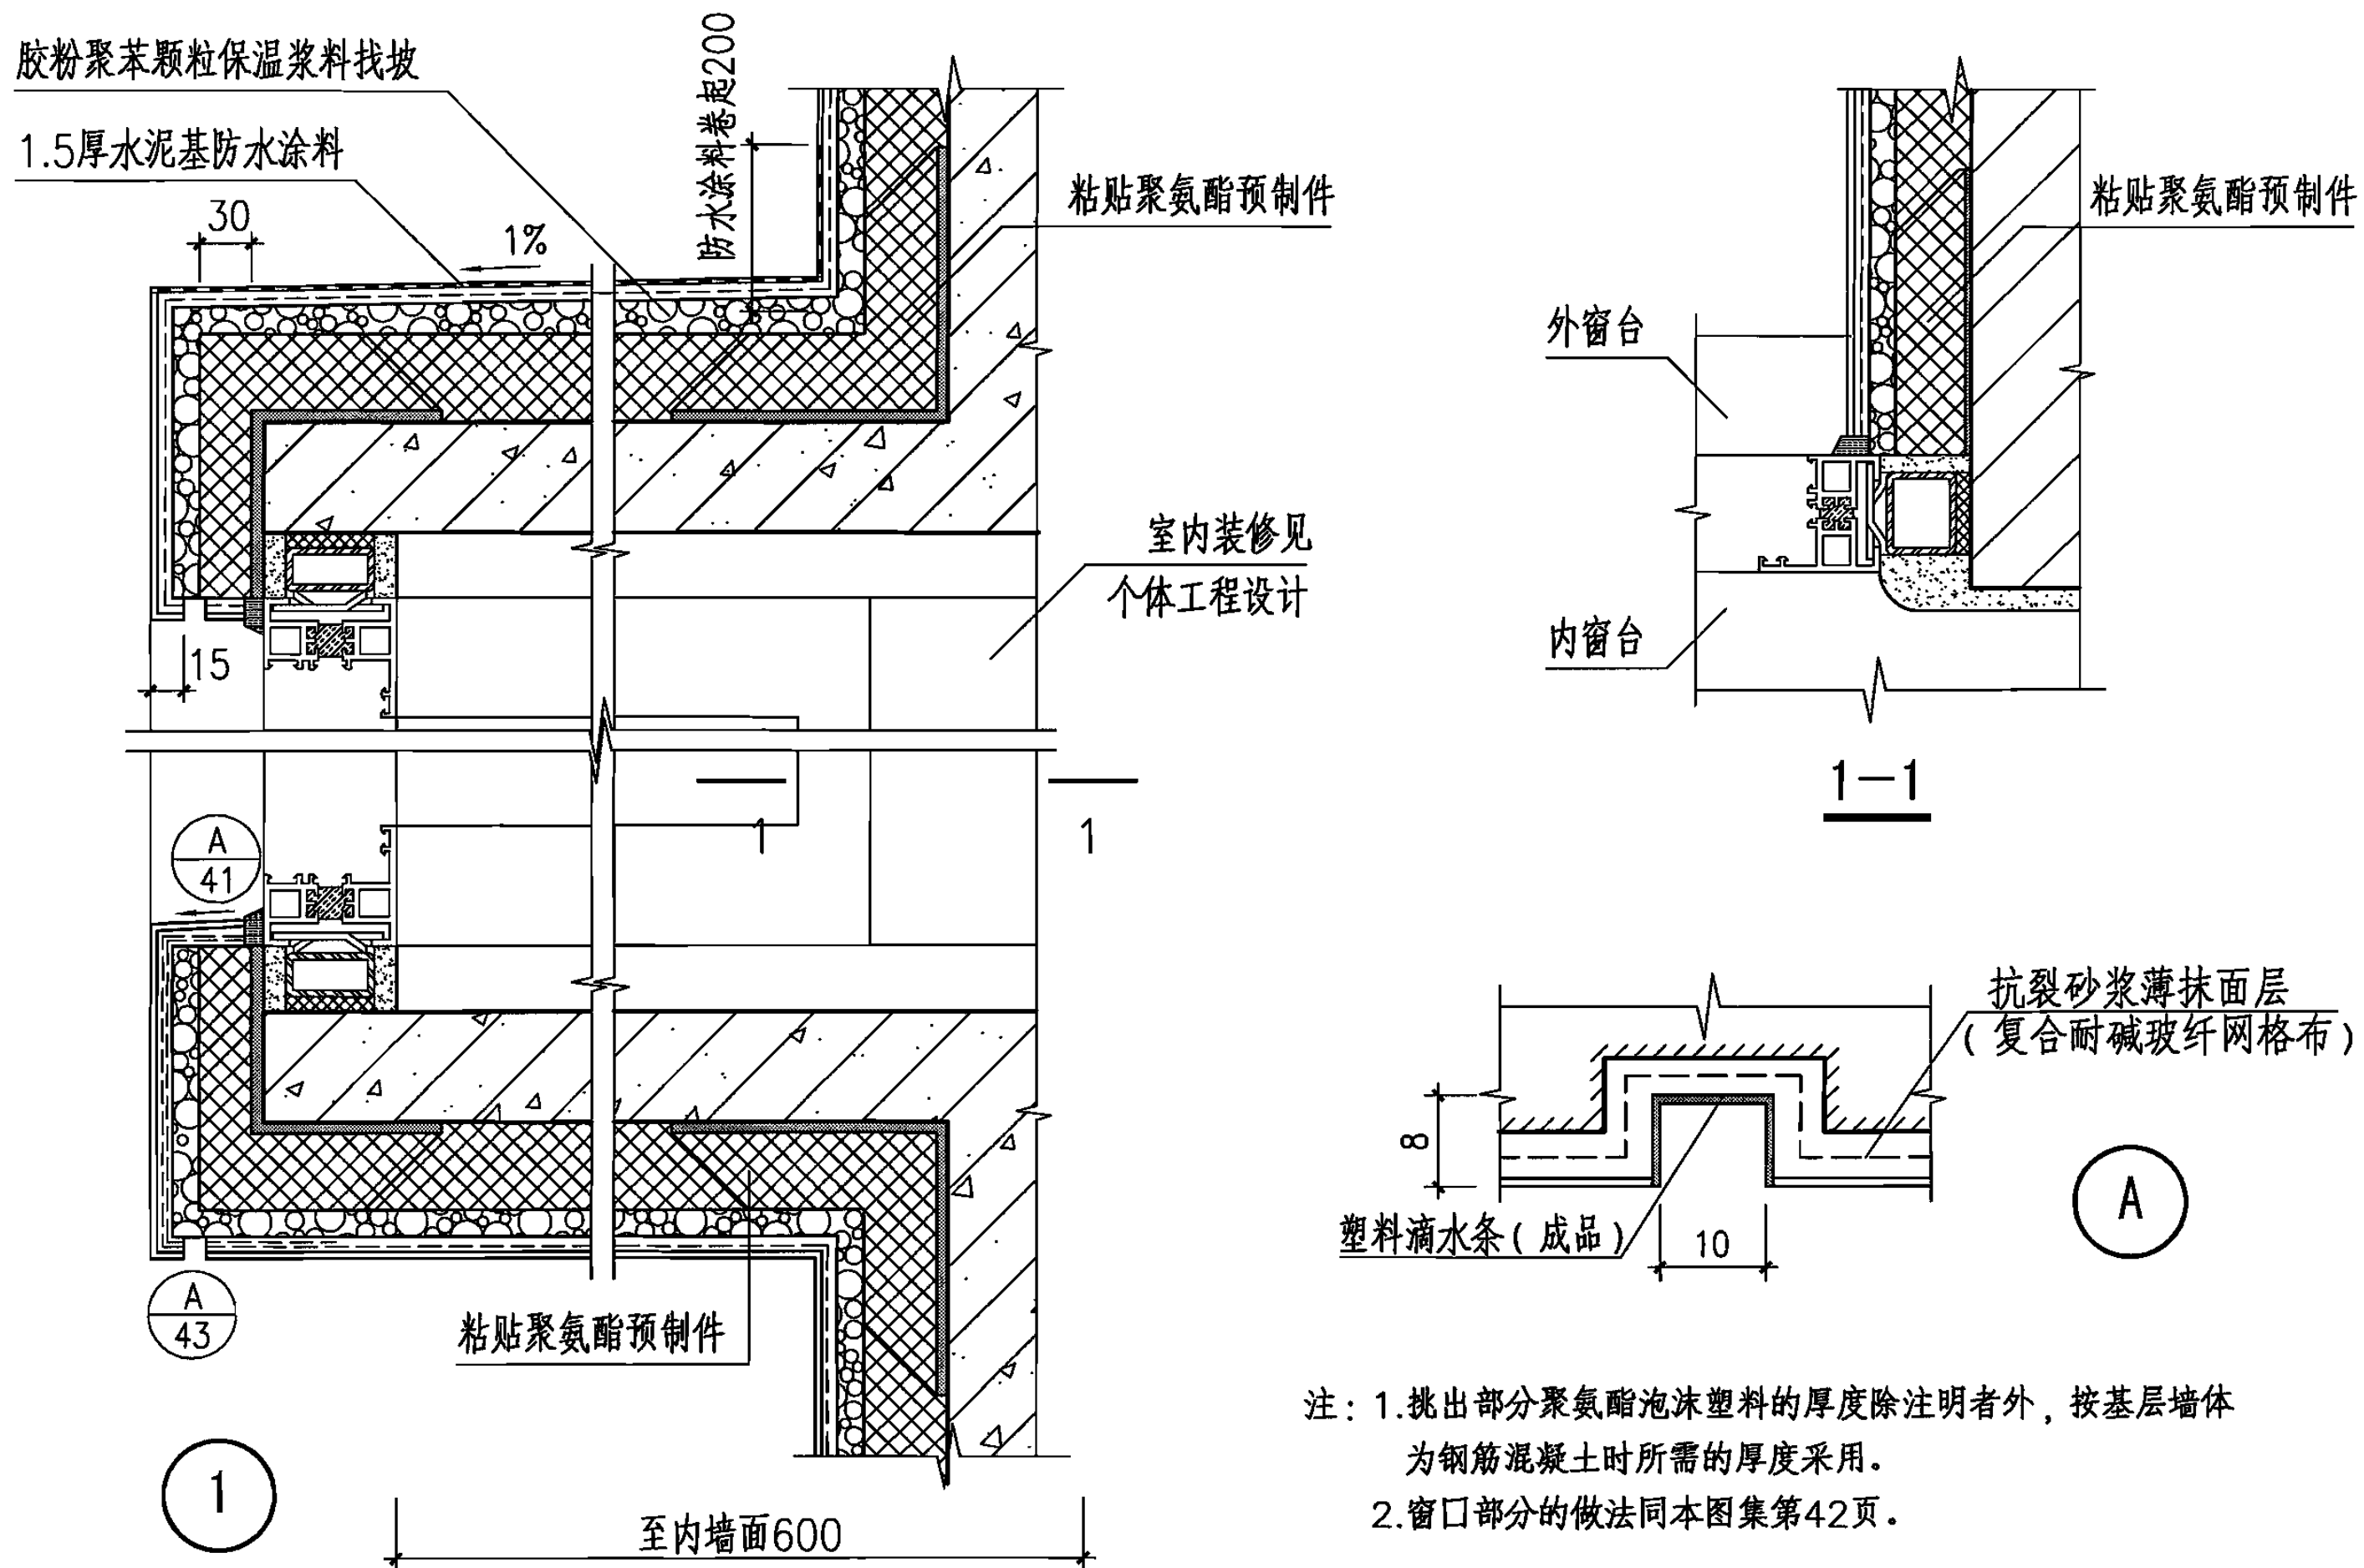 胶粉聚苯颗粒保温浆料找坡
1.5厚水泥基防水涂料
30
1%
防水涂料卷起200
粘贴聚氨酯预制件
室内装修见
个体工程设计
15
1
1
A
41
A
43
粘贴聚氨酯预制件
1
至内墙面600
粘贴聚氨酯预制件
外窗台
内窗台
1-1
抗裂砂浆薄抹面层
(复合耐碱玻纤网格布)
8
塑料滴水条(成品)
10
A
注: 1.挑出部分聚氨酯泡沫塑料的厚度除注明者外,按基层墙体
为钢筋混凝土时所需的厚度采用。
2.窗口部分的做法同本图集第42页。